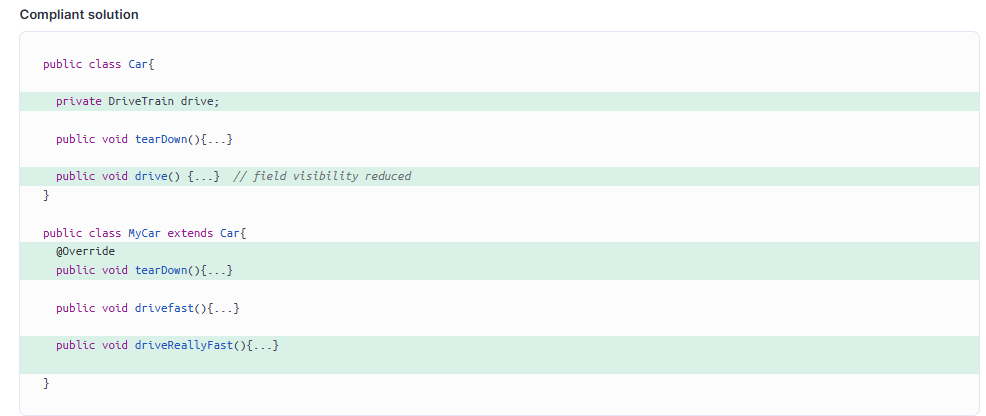 Compliant solution
public class Car{
private DriveTrain drive;
public void tearDown(){...}
public void drive() {...}  // field visibility reduced
}
public class MyCar extends Car{
@Override
public void tearDown(){...}
public void drivefast(){...}
public void driveReallyFast(){...}
}